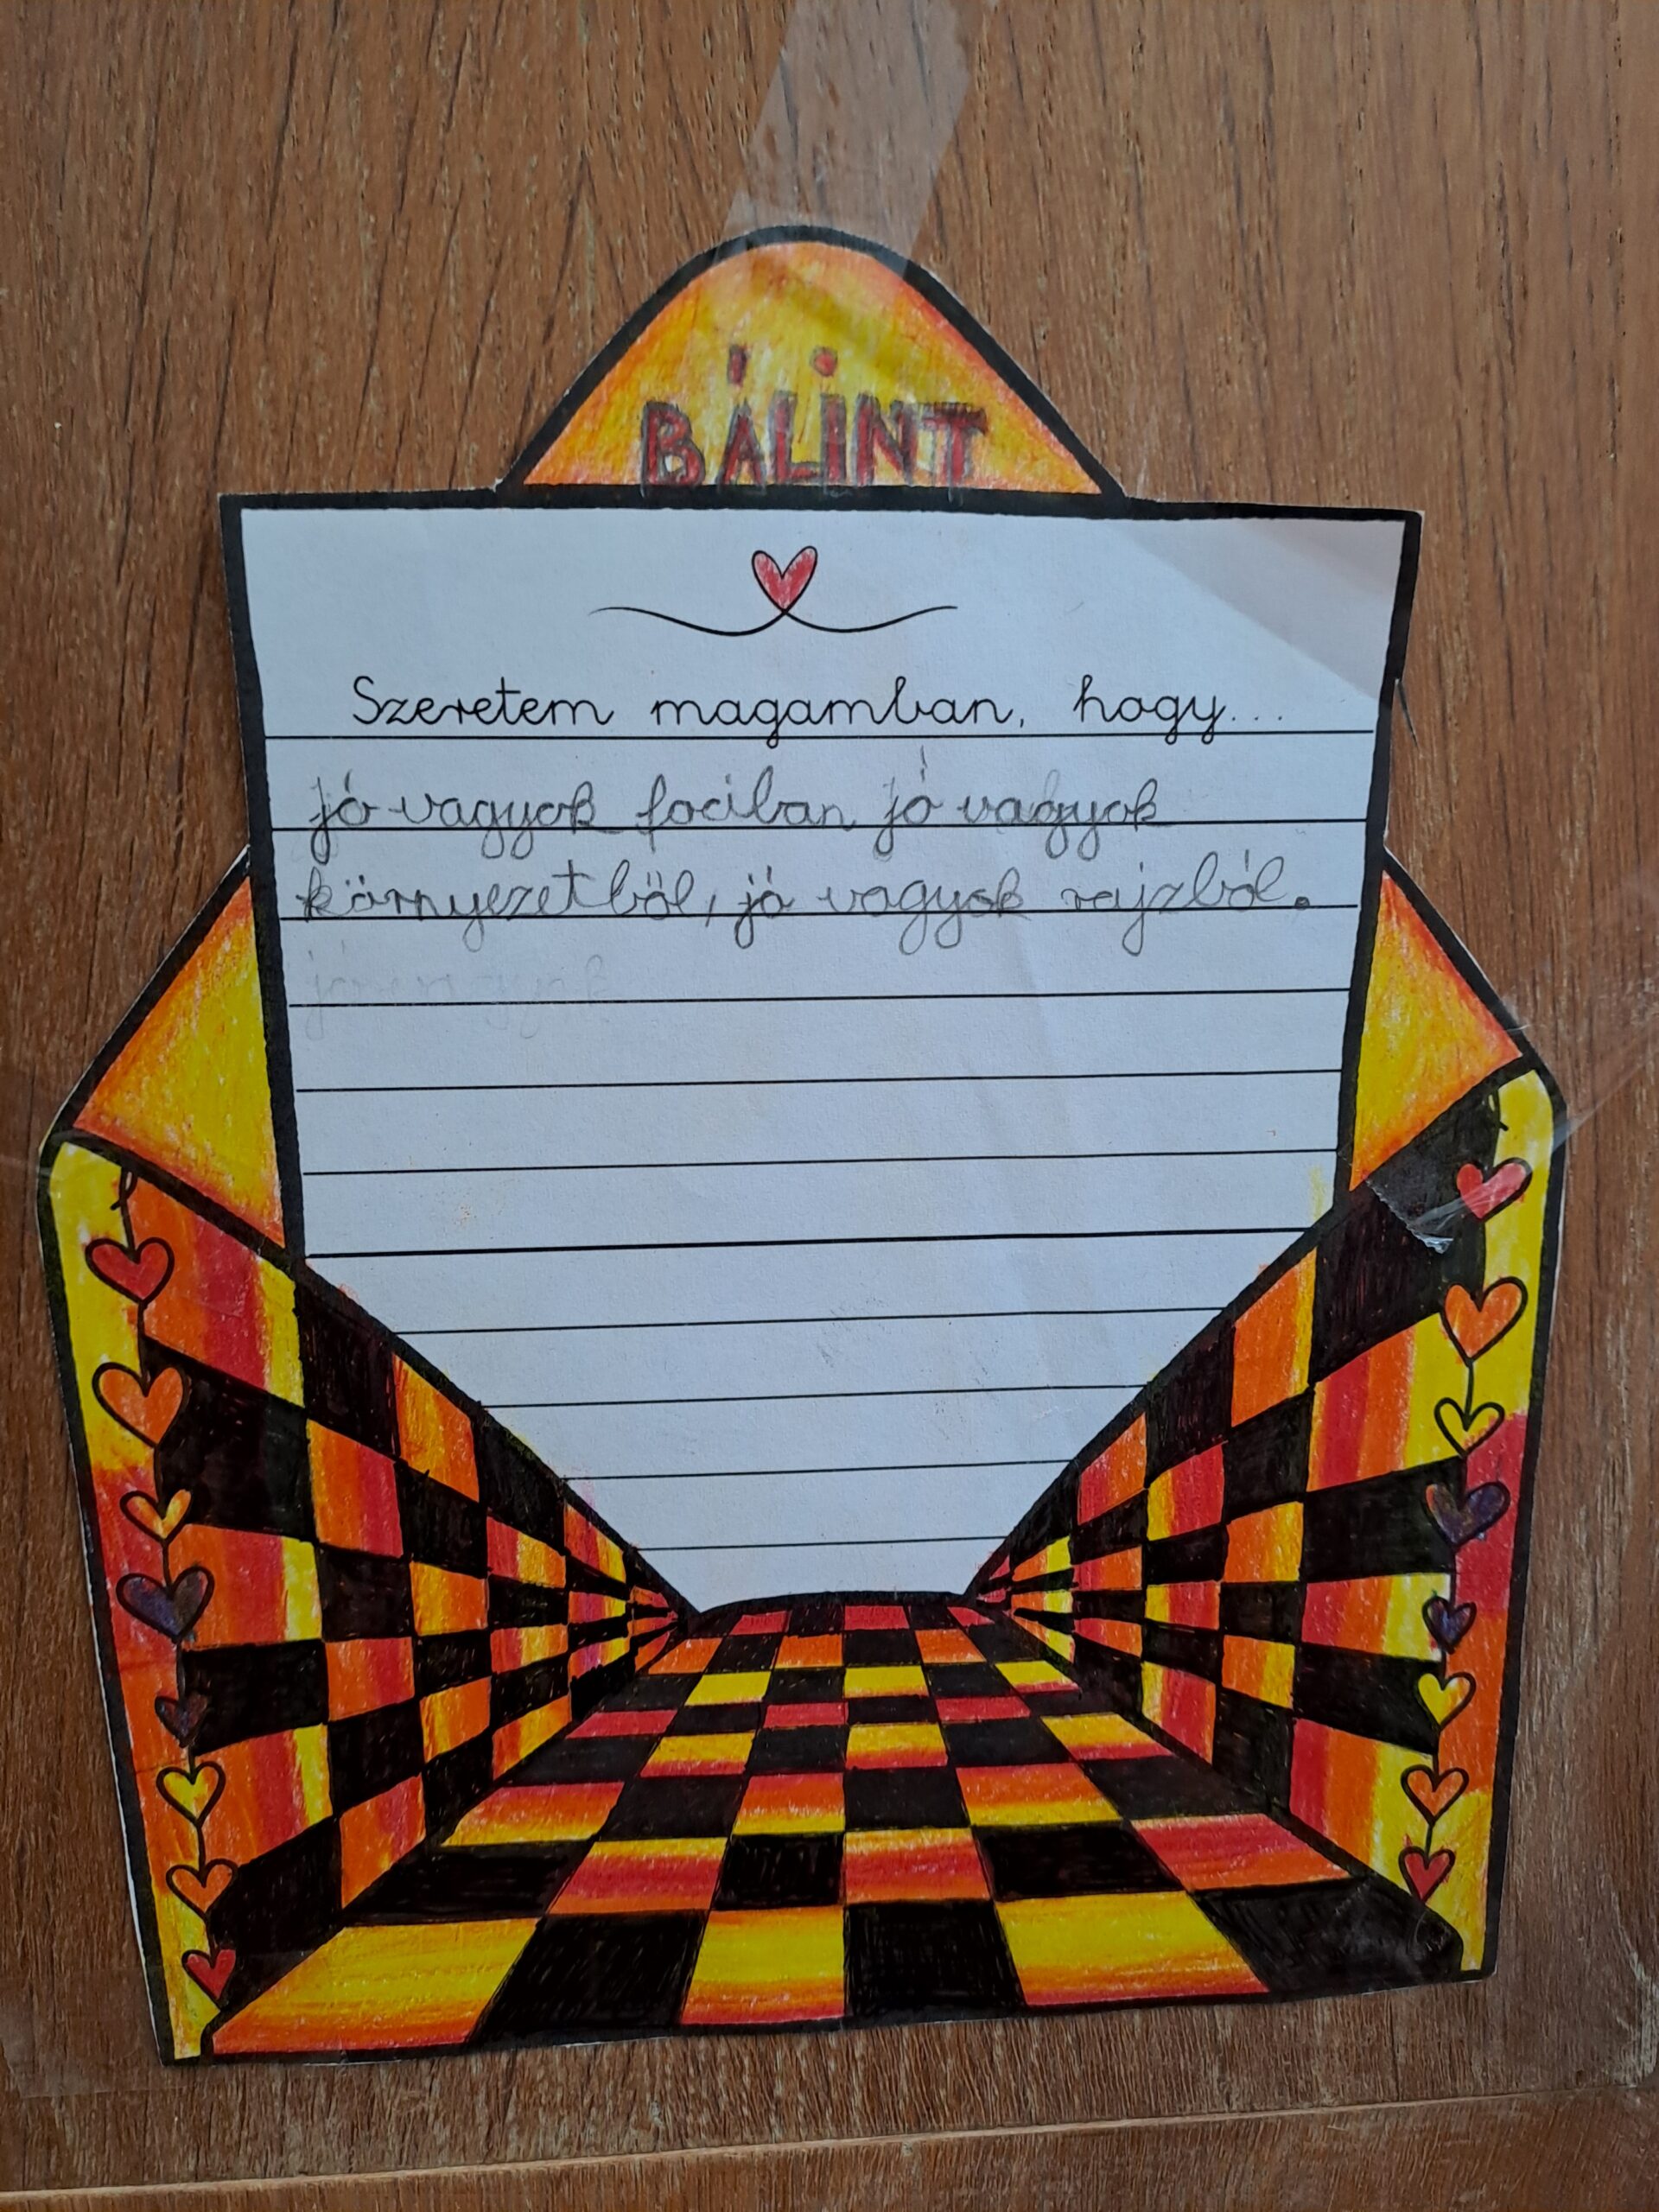 BÁLINT
Szeretem magamban, hogy...
jó vagyok fociban jó vagyok
környezetből, jó vagyok rajzból.